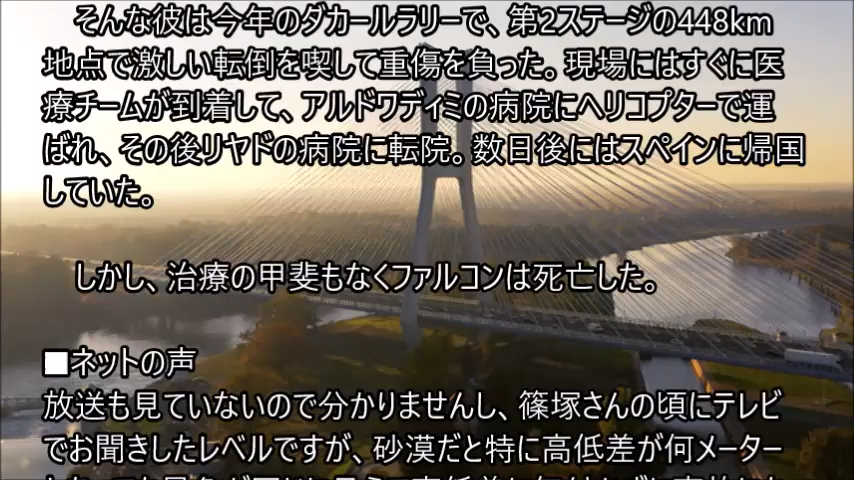 そんな彼は今年のダカールラリーで、第2ステージの448km
地点で激しい転倒を喫して重傷を負った。現場にはすぐに医
療チームが到着して、アルドワディミの病院にヘリコプターで運
ばれ、その後リヤドの病院に転院。数日後にはスペインに帰国
していた。
しかし、治療の甲斐もなくファルコンは死亡した。
■ネットの声
放送も見ていないので分かりませんし、篠塚さんの頃にテレビ
でお聞きしたレベルですが、砂漠だと特に高低差が何メーター